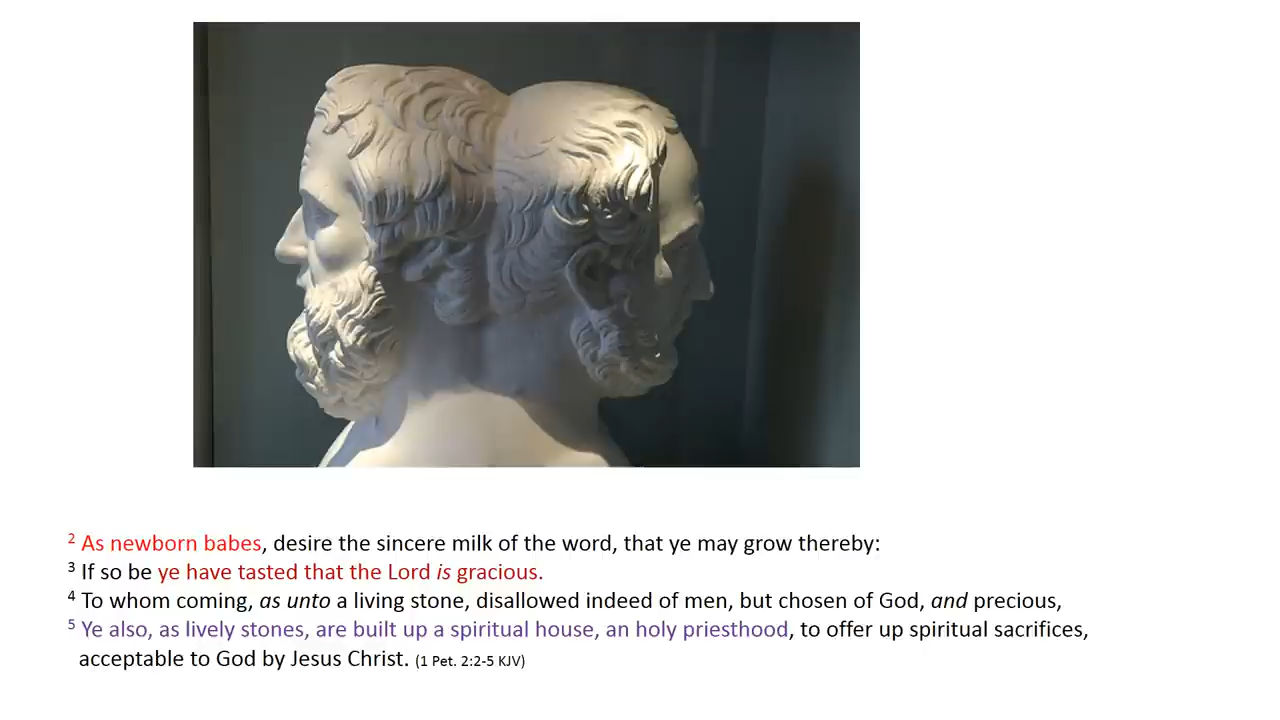 ² As newborn babes, desire the sincere milk of the word, that ye may grow thereby:
³ If so be ye have tasted that the Lord is gracious.
⁴ To whom coming, as unto a living stone, disallowed indeed of men, but chosen of God, and precious,
⁵ Ye also, as lively stones, are built up a spiritual house, an holy priesthood, to offer up spiritual sacrifices,
acceptable to God by Jesus Christ. (1 Pet. 2:2-5 KJV)